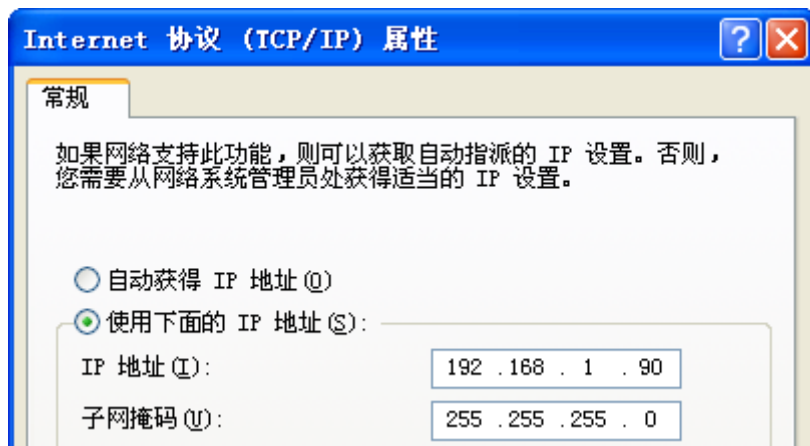 Internet 协议 (TCP/IP) 属性
常规
如果网络支持此功能，则可以获取自动指派的 IP 设置。否则，
您需要从网络系统管理员处获得适当的 IP 设置。
自动获得 IP 地址(O)
使用下面的 IP 地址(S):
IP 地址(I): 192 .168 . 1 . 90
子网掩码(U): 255 .255 .255 . 0